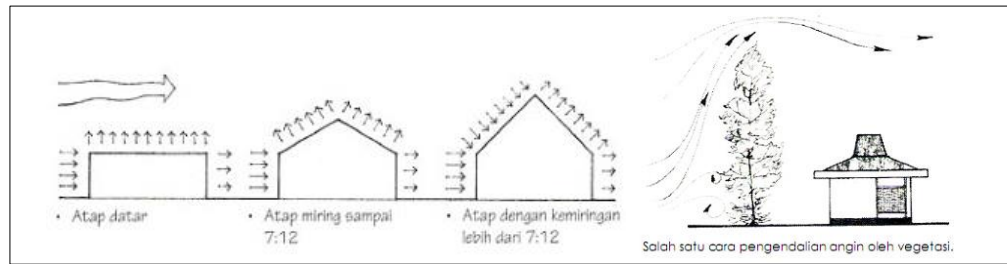 • Atap datar
• Atap miring sampai
7:12
• Atap dengan kemiringan
lebih dari 7:12
Salah satu cara pengendalian angin oleh vegetasi.